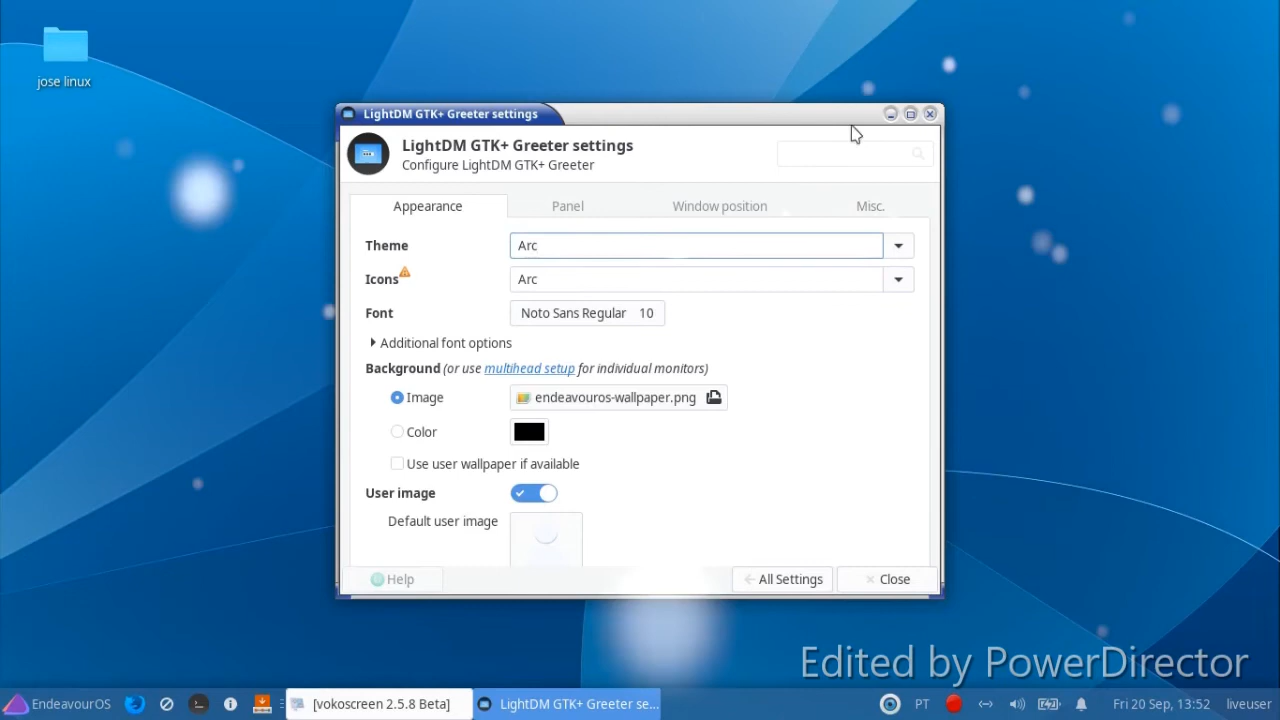 jose linux
LightDM GTK+ Greeter settings
LightDM GTK+ Greeter settings
Configure LightDM GTK+ Greeter
Appearance Panel Window position Misc.
Theme Arc
Icons Arc
Font Noto Sans Regular 10
Additional font options
Background (or use multihead setup for individual monitors)
Image endeavouros-wallpaper.png
Color
Use user wallpaper if available
User image
Default user image
Help All Settings Close
Edited by PowerDirector
EndeavourOS [vokoscreen 2.5.8 Beta] LightDM GTK+ Greeter se... PT Fri 20 Sep, 13:52 liveuser